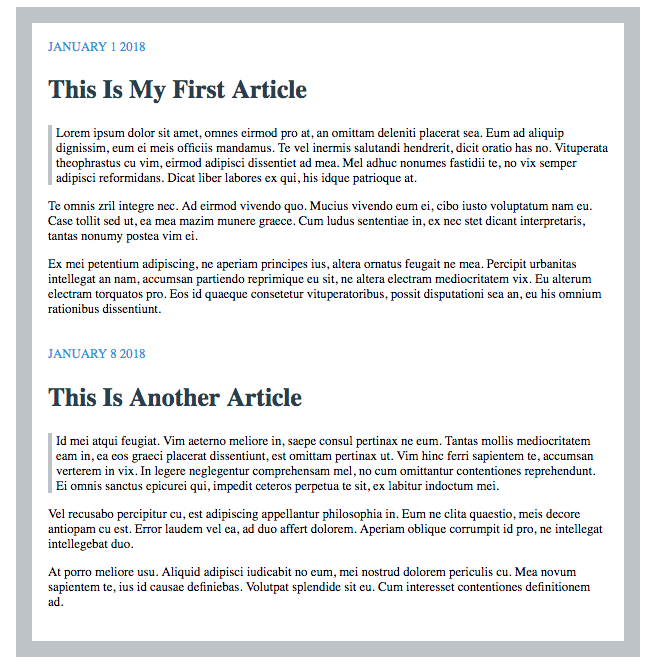 JANUARY 1 2018
This Is My First Article
Lorem ipsum dolor sit amet, omnes eirmod pro at, an omittam deleniti placerat sea. Eum ad aliquip
dignissim, eum ei meis officiis mandamus. Te vel inermis salutandi hendrerit, dicit oratio has no. Vituperata
theophrastus cu vim, eirmod adipisci dissentiet ad mea. Mel adhuc nonumes fastidii te, no vix semper
adipisci reformidans. Dicat liber labores ex qui, his idque patrioque at.
Te omnis zril integre nec. Ad eirmod vivendo quo. Mucius vivendo eum ei, cibo iusto voluptatum nam eu.
Case tollit sed ut, ea mea mazim munere graece. Cum ludus sententiae in, ex nec stet dicant interpretaris,
tantas nonumy postea vim ei.
Ex mei petentium adipiscing, ne aperiam principes ius, altera ornatus feugait ne mea. Percipit urbanitas
intellegat an nam, accumsan partiendo reprimique eu sit, ne altera electram mediocritatem vix. Eu alterum
electram torquatos pro. Eos id quaeque consetetur vituperatoribus, possit disputationi sea an, eu his omnium
rationibus dissentiunt.
JANUARY 8 2018
This Is Another Article
Id mei atqui feugiat. Vim aeterno meliore in, saepe consul pertinax ne eum. Tantas mollis mediocritatem
eam in, ea eos graeci placerat dissentiunt, est omittam pertinax ut. Vim hinc ferri sapientem te, accumsan
verterem in vix. In legere neglegentur comprehensam mel, no cum omittantur contentiones reprehendunt.
Ei omnis sanctus epicurei qui, impedit ceteros perpetua te sit, ex labitur indoctum mei.
Vel recusabo percipitur cu, est adipiscing appellantur philosophia in. Eum ne clita quaestio, meis decore
antiopam cu est. Error laudem vel ea, ad duo affert dolorem. Aperiam oblique corrumpit id pro, ne intellegat
intellegebat duo.
At porro meliore usu. Aliquid adipisci iudicabit no eum, mei nostrud dolorem periculis cu. Mea novum
sapientem te, ius id causae definiebas. Volutpat splendide sit eu. Cum interesset contentiones definitionem
ad.